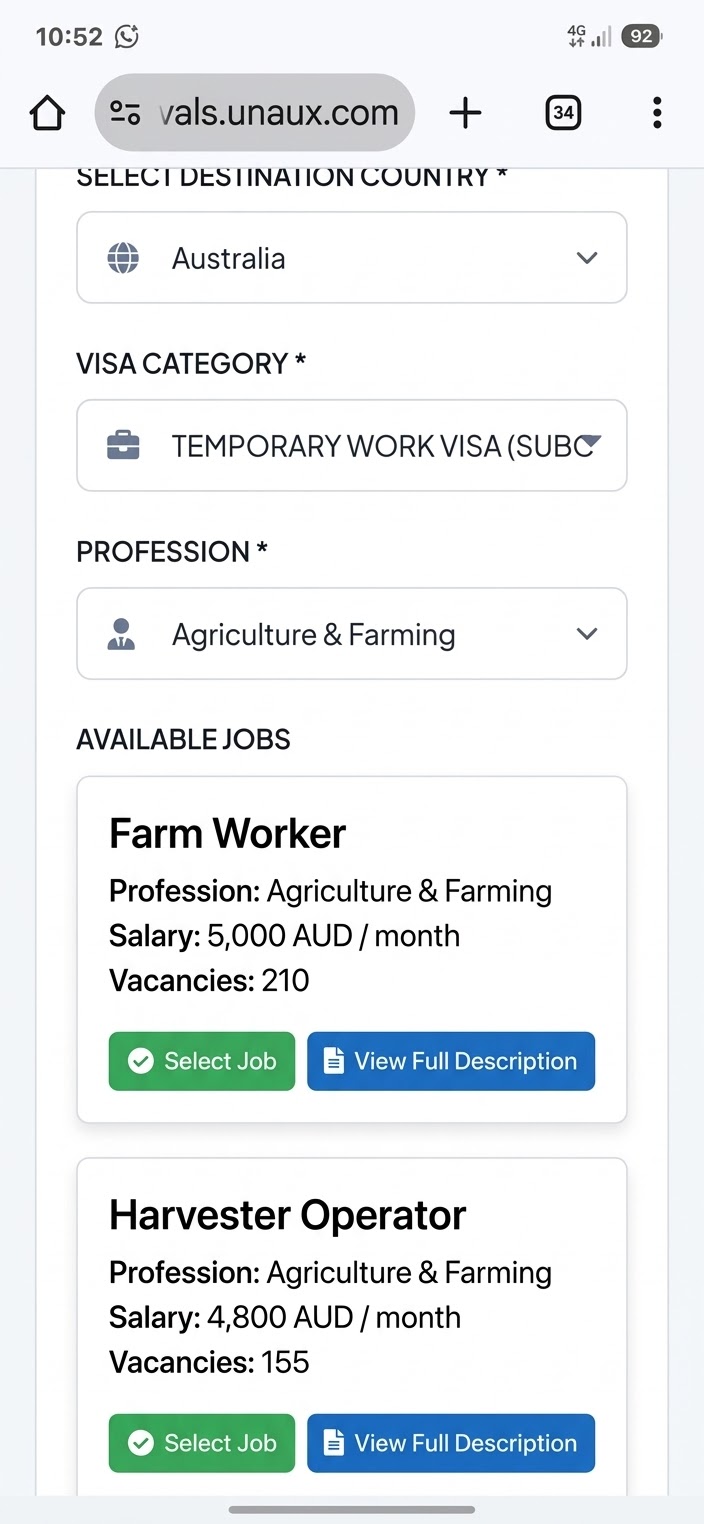 10:52
4G
92
vals.unaux.com
34
SELECT DESTINATION COUNTRY *
Australia
VISA CATEGORY *
TEMPORARY WORK VISA (SUBC
PROFESSION *
Agriculture & Farming
AVAILABLE JOBS
Farm Worker
Profession: Agriculture & Farming
Salary: 5,000 AUD / month
Vacancies: 210
Select Job
View Full Description
Harvester Operator
Profession: Agriculture & Farming
Salary: 4,800 AUD / month
Vacancies: 155
Select Job
View Full Description